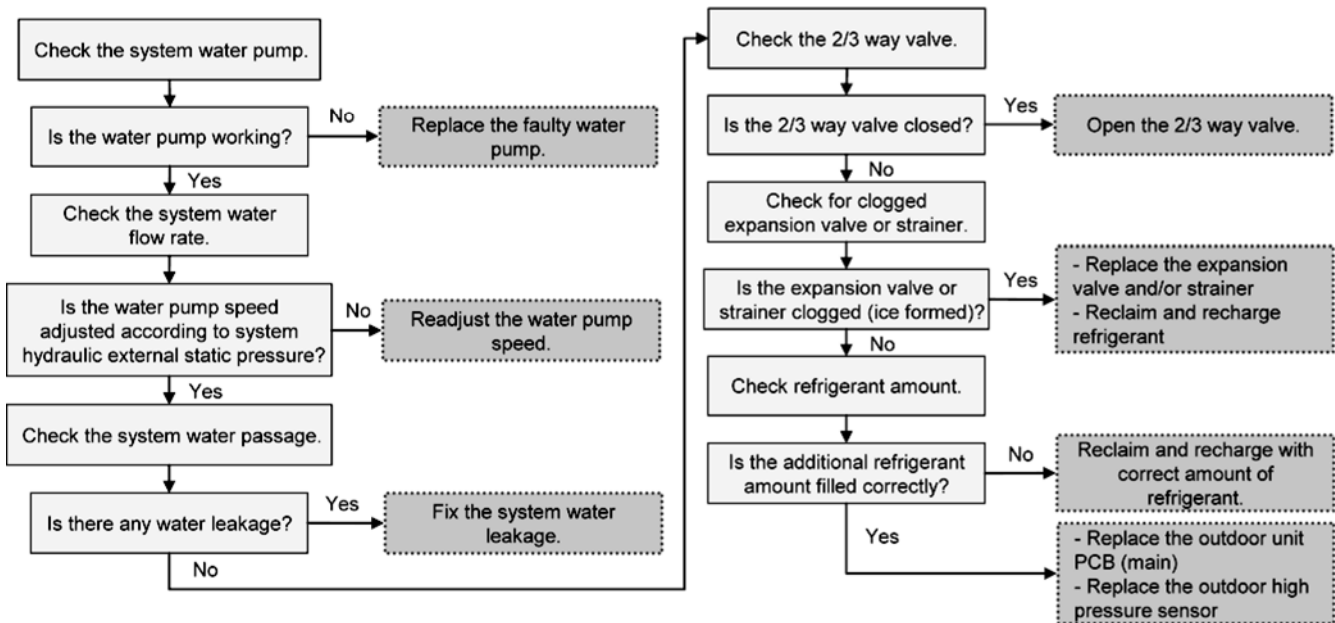 Check the system water pump.
Is the water pump working?
No
Replace the faulty water
pump.
Yes
Check the system water
flow rate.
Is the water pump speed
adjusted according to system
hydraulic external static pressure?
No
Readjust the water pump
speed.
Yes
Check the system water passage.
Is there any water leakage?
Yes
Fix the system water
leakage.
No
Check the 2/3 way valve.
Is the 2/3 way valve closed?
Yes
Open the 2/3 way valve.
No
Check for clogged
expansion valve or strainer.
Is the expansion valve or
strainer clogged (ice formed)?
Yes
- Replace the expansion
valve and/or strainer
- Reclaim and recharge
refrigerant
No
Check refrigerant amount.
Is the additional refrigerant
amount filled correctly?
No
Reclaim and recharge with
correct amount of
refrigerant.
Yes
- Replace the outdoor unit
PCB (main)
- Replace the outdoor high
pressure sensor